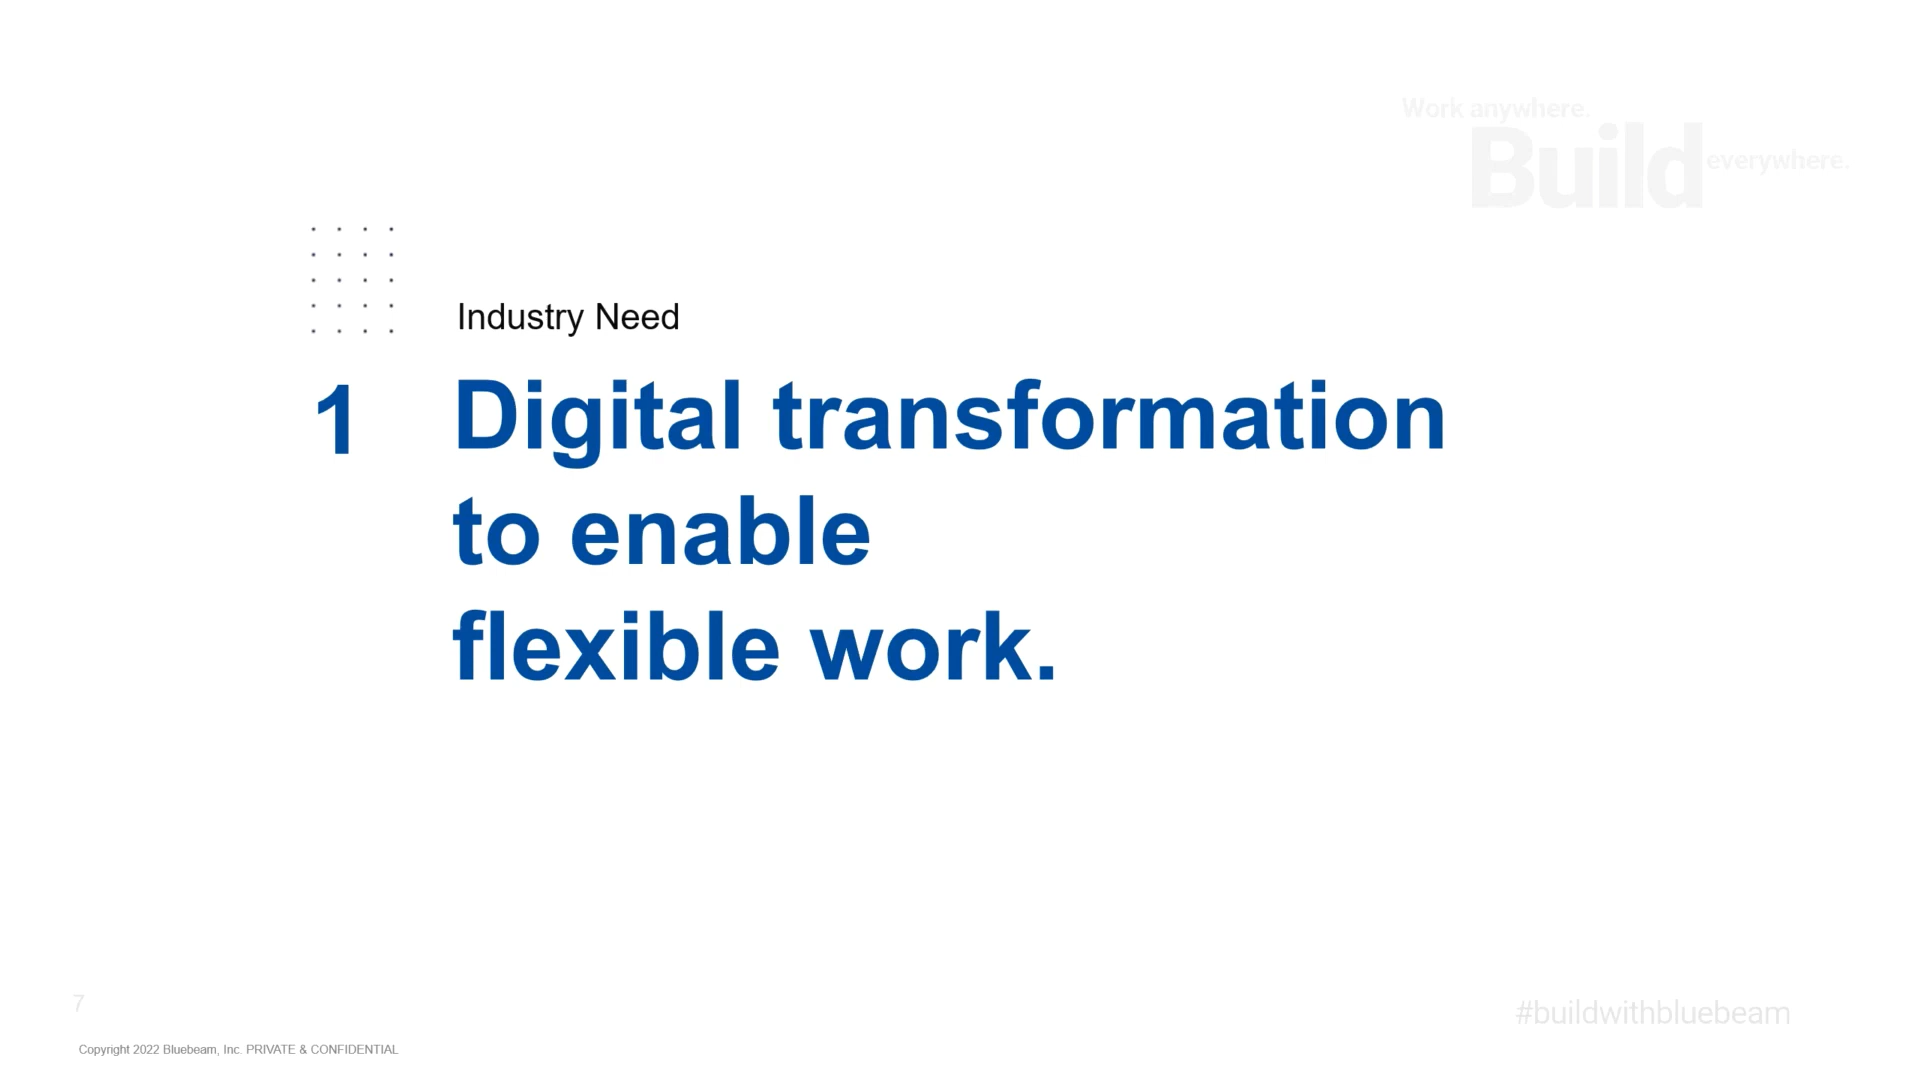 Work anywhere.
Build everywhere.
Industry Need
1 Digital transformation
to enable
flexible work.
7
#buildwithbluebeam
Copyright 2022 Bluebeam, Inc. PRIVATE & CONFIDENTIAL